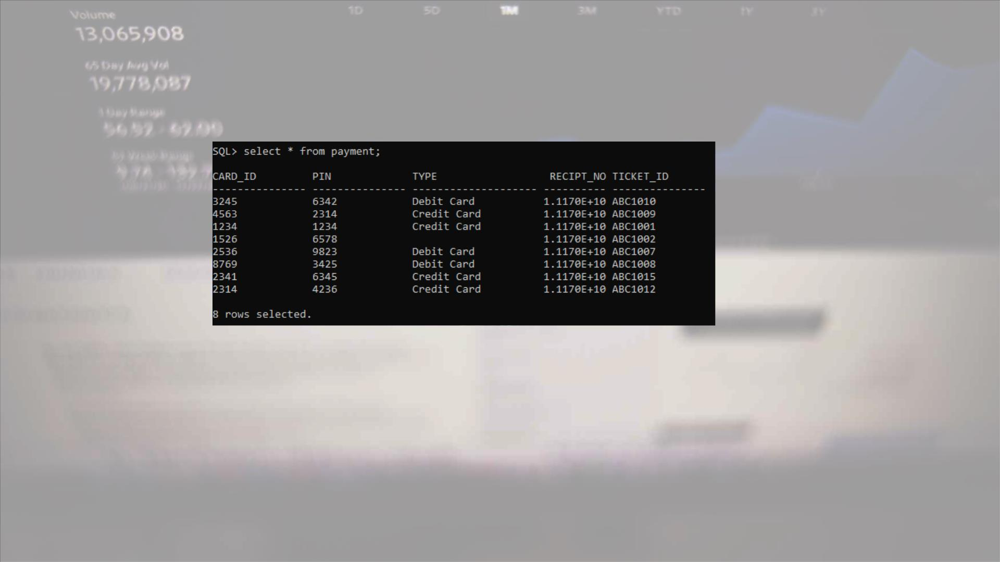 Volume
13,065,908
65 Day Avg Vol
19,778,087
1 Day Range
56.92 - 62.00
1D 5D 1M 3M YTD 1Y 3Y
SQL> select * from payment;
CARD_ID PIN TYPE RECIPT_NO TICKET_ID
--------------- --------------- -------------------- ---------- ---------------
3245 6342 Debit Card 1.1170E+10 ABC1010
4563 2314 Credit Card 1.1170E+10 ABC1009
1234 1234 Credit Card 1.1170E+10 ABC1001
1526 6578 1.1170E+10 ABC1002
2536 9823 Debit Card 1.1170E+10 ABC1007
8769 3425 Debit Card 1.1170E+10 ABC1008
2341 6345 Credit Card 1.1170E+10 ABC1015
2314 4236 Credit Card 1.1170E+10 ABC1012
8 rows selected.